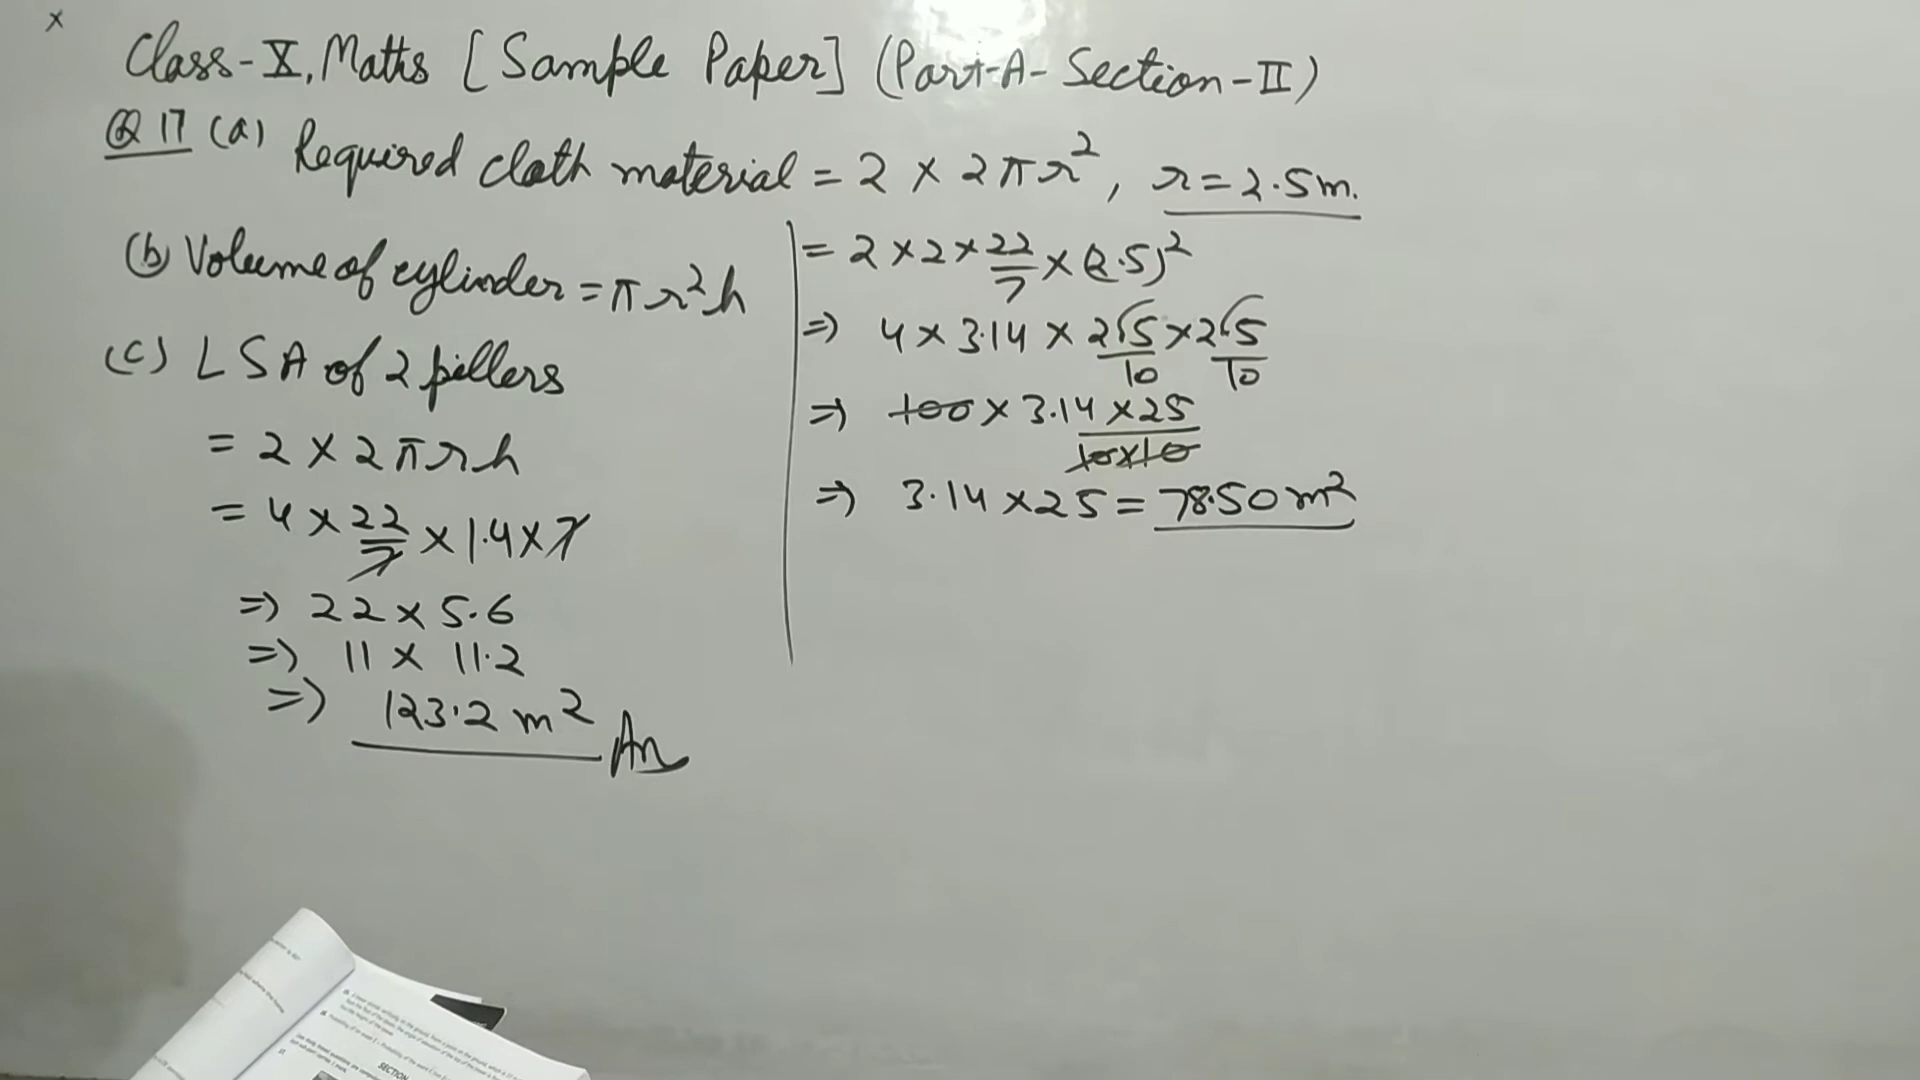 x
Class-X, Maths [Sample Paper] (Part-A-Section-II)
Q 17 (a) Required cloth material = 2 × 2πr², r=2.5m.
= 2×2×22/7×(2.5)²
=) 4 × 3.14 × 25/10 × 25/10
=) 100 × 3.14 × 25/10×10
=) 3.14 × 25 = 78.50 m²
(b) Volume of cylinder = πr²h
(c) LSA of 2 pillers
= 2 × 2πrh
= 4 × 22/7 × 1.4 × 7
=) 22 × 5.6
=) 11 × 11.2
=) 123.2 m² An
SECTION